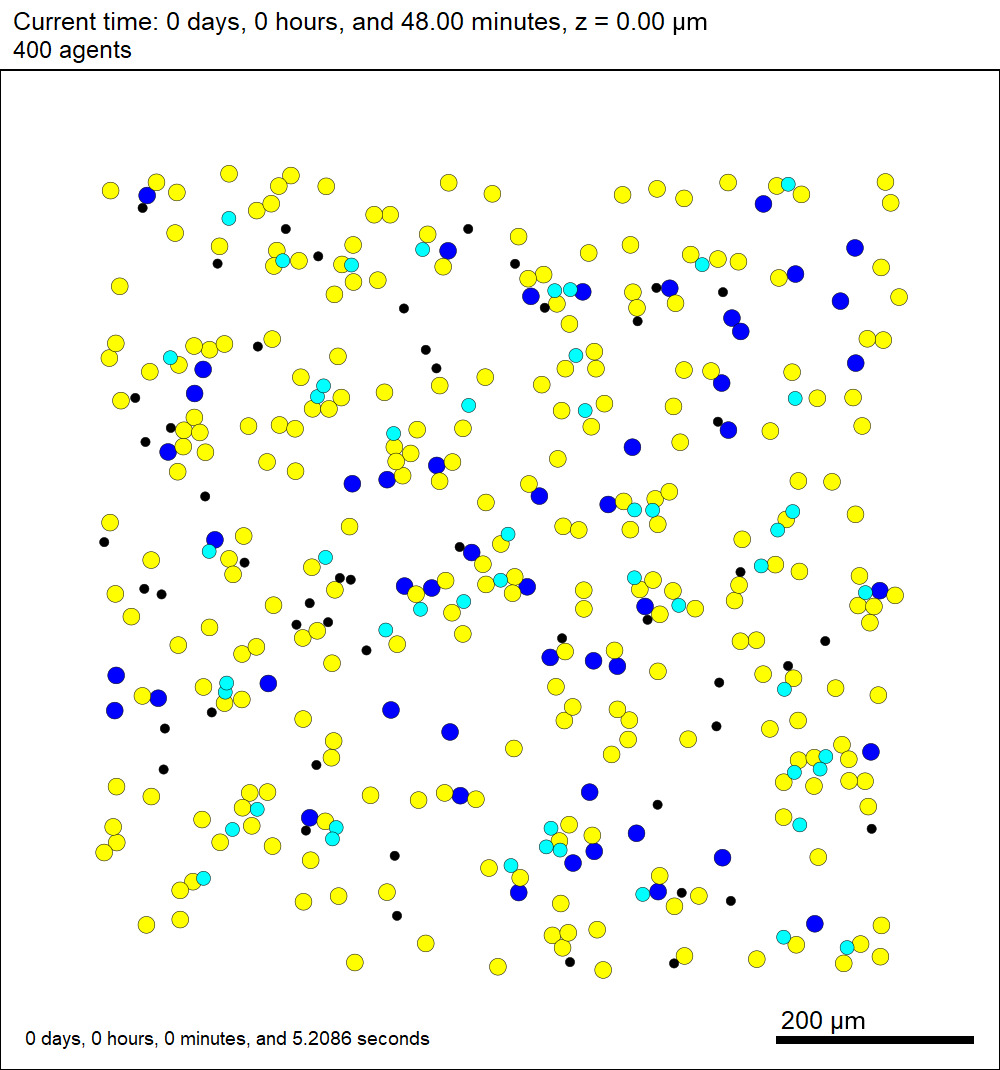 Current time: 0 days, 0 hours, and 48.00 minutes, z = 0.00 µm
400 agents
200 µm
0 days, 0 hours, 0 minutes, and 5.2086 seconds